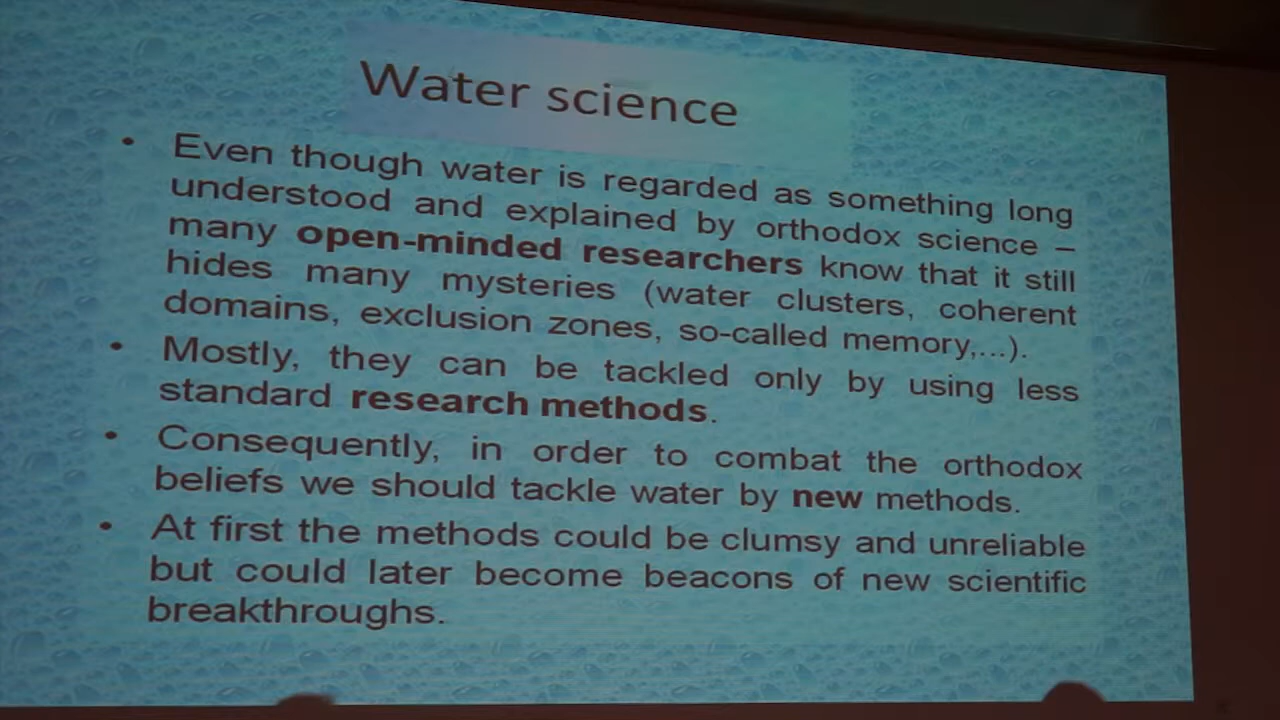 Water science
• Even though water is regarded as something long
understood and explained by orthodox science –
many open-minded researchers know that it still
hides many mysteries (water clusters, coherent
domains, exclusion zones, so-called memory,...).
• Mostly, they can be tackled only by using less
standard research methods.
• Consequently, in order to combat the orthodox
beliefs we should tackle water by new methods.
• At first the methods could be clumsy and unreliable
but could later become beacons of new scientific
breakthroughs.